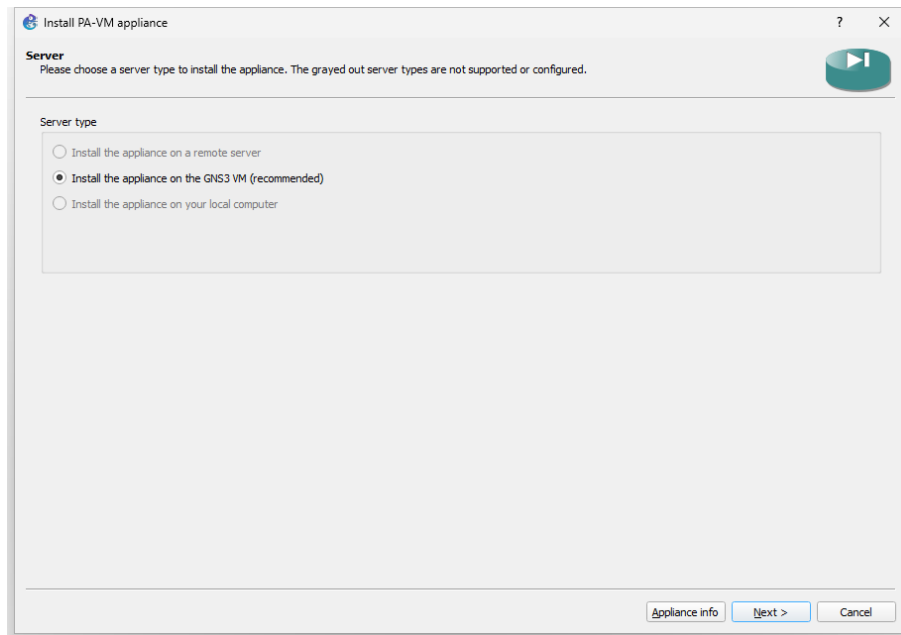 Install PA-VM appliance
Server
Please choose a server type to install the appliance. The grayed out server types are not supported or configured.
Server type
Install the appliance on a remote server
Install the appliance on the GNS3 VM (recommended)
Install the appliance on your local computer
Appliance info Next > Cancel